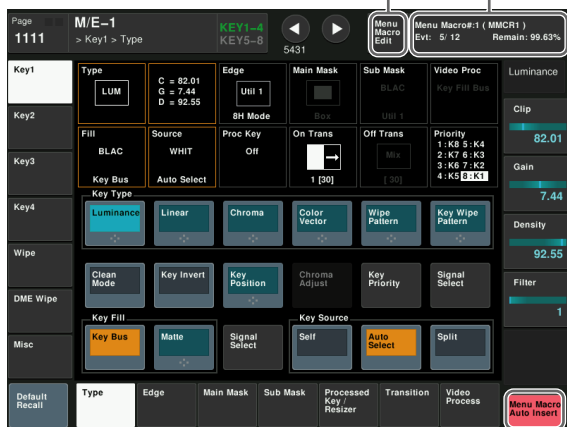 Page
1111
M/E-1
> Key1 > Type
KEY1-4
KEY5-8
5431
Menu
Macro
Edit
Menu Macro#:1 ( MMCR1 )
Evt: 5/ 12 Remain: 99.63%
Key1
Key2
Key3
Key4
Wipe
DME Wipe
Misc
Default
Recall
Type
LUM
C = 82.01
G = 7.44
D = 92.55
Edge
Util 1
8H Mode
Main Mask
Box
Sub Mask
BLAC
Util 1
Video Proc
Key Fill Bus
Fill
BLAC
Key Bus
Source
WHIT
Auto Select
Proc Key
Off
On Trans
1 [30]
Off Trans
Mix
[ 30]
Priority
1:K8 5:K4
2:K7 6:K3
3:K6 7:K2
4:K5 8:K1
Key Type
Luminance
Linear
Chroma
Color
Vector
Wipe
Pattern
Key Wipe
Pattern
Clean
Mode
Key Invert
Key
Position
Chroma
Adjust
Key
Priority
Signal
Select
Key Fill
Key Bus
Matte
Signal
Select
Key Source
Self
Auto
Select
Split
Luminance
Clip
82.01
Gain
7.44
Density
92.55
Filter
1
Type
Edge
Main Mask
Sub Mask
Processed
Key /
Resizer
Transition
Video
Process
Menu Macro
Auto Insert